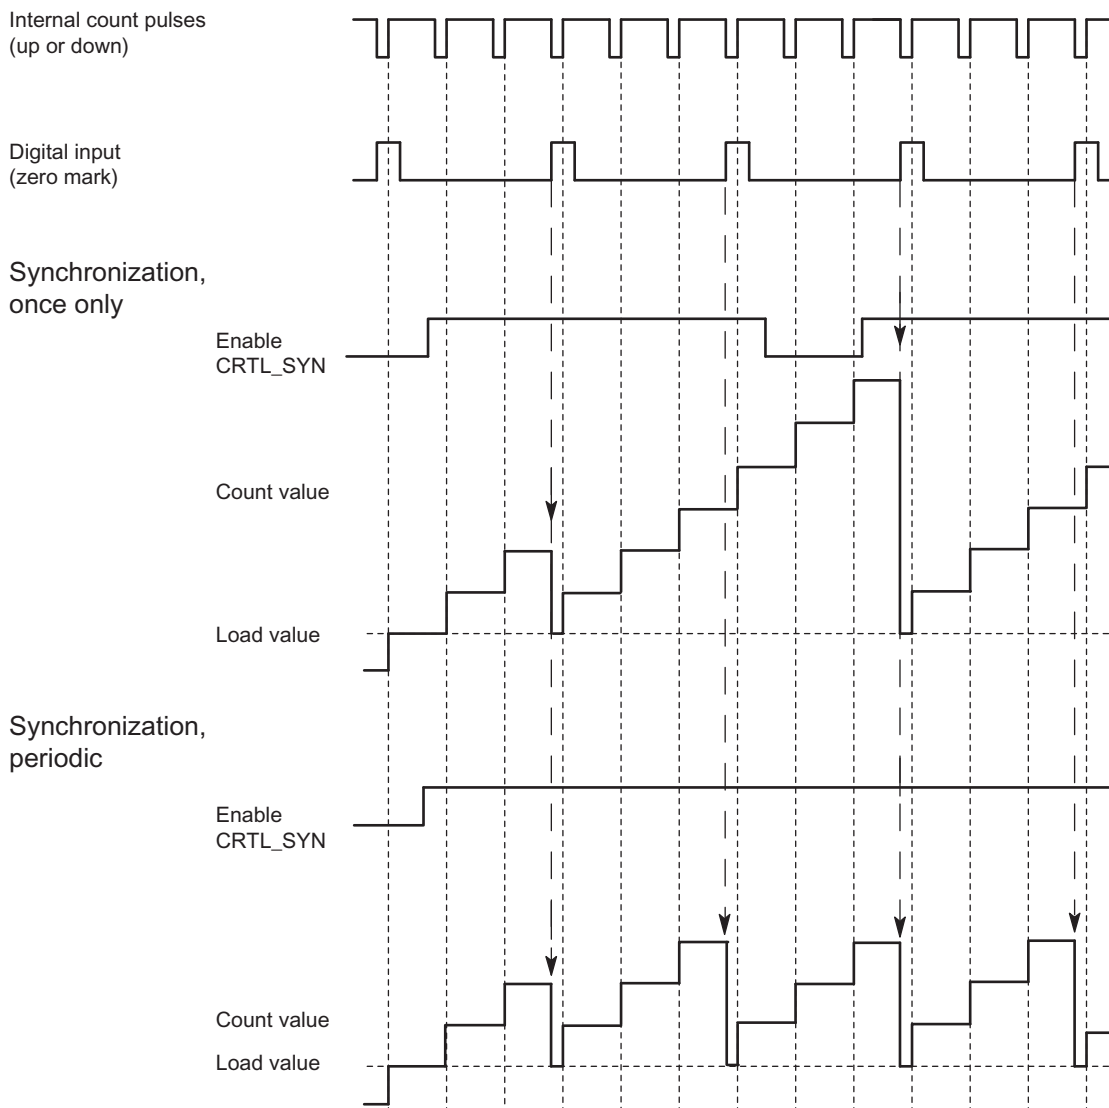 Internal count pulses
(up or down)
Digital input
(zero mark)
Synchronization,
once only
Enable
CRTL_SYN
Count value
Load value
Synchronization,
periodic
Enable
CRTL_SYN
Count value
Load value